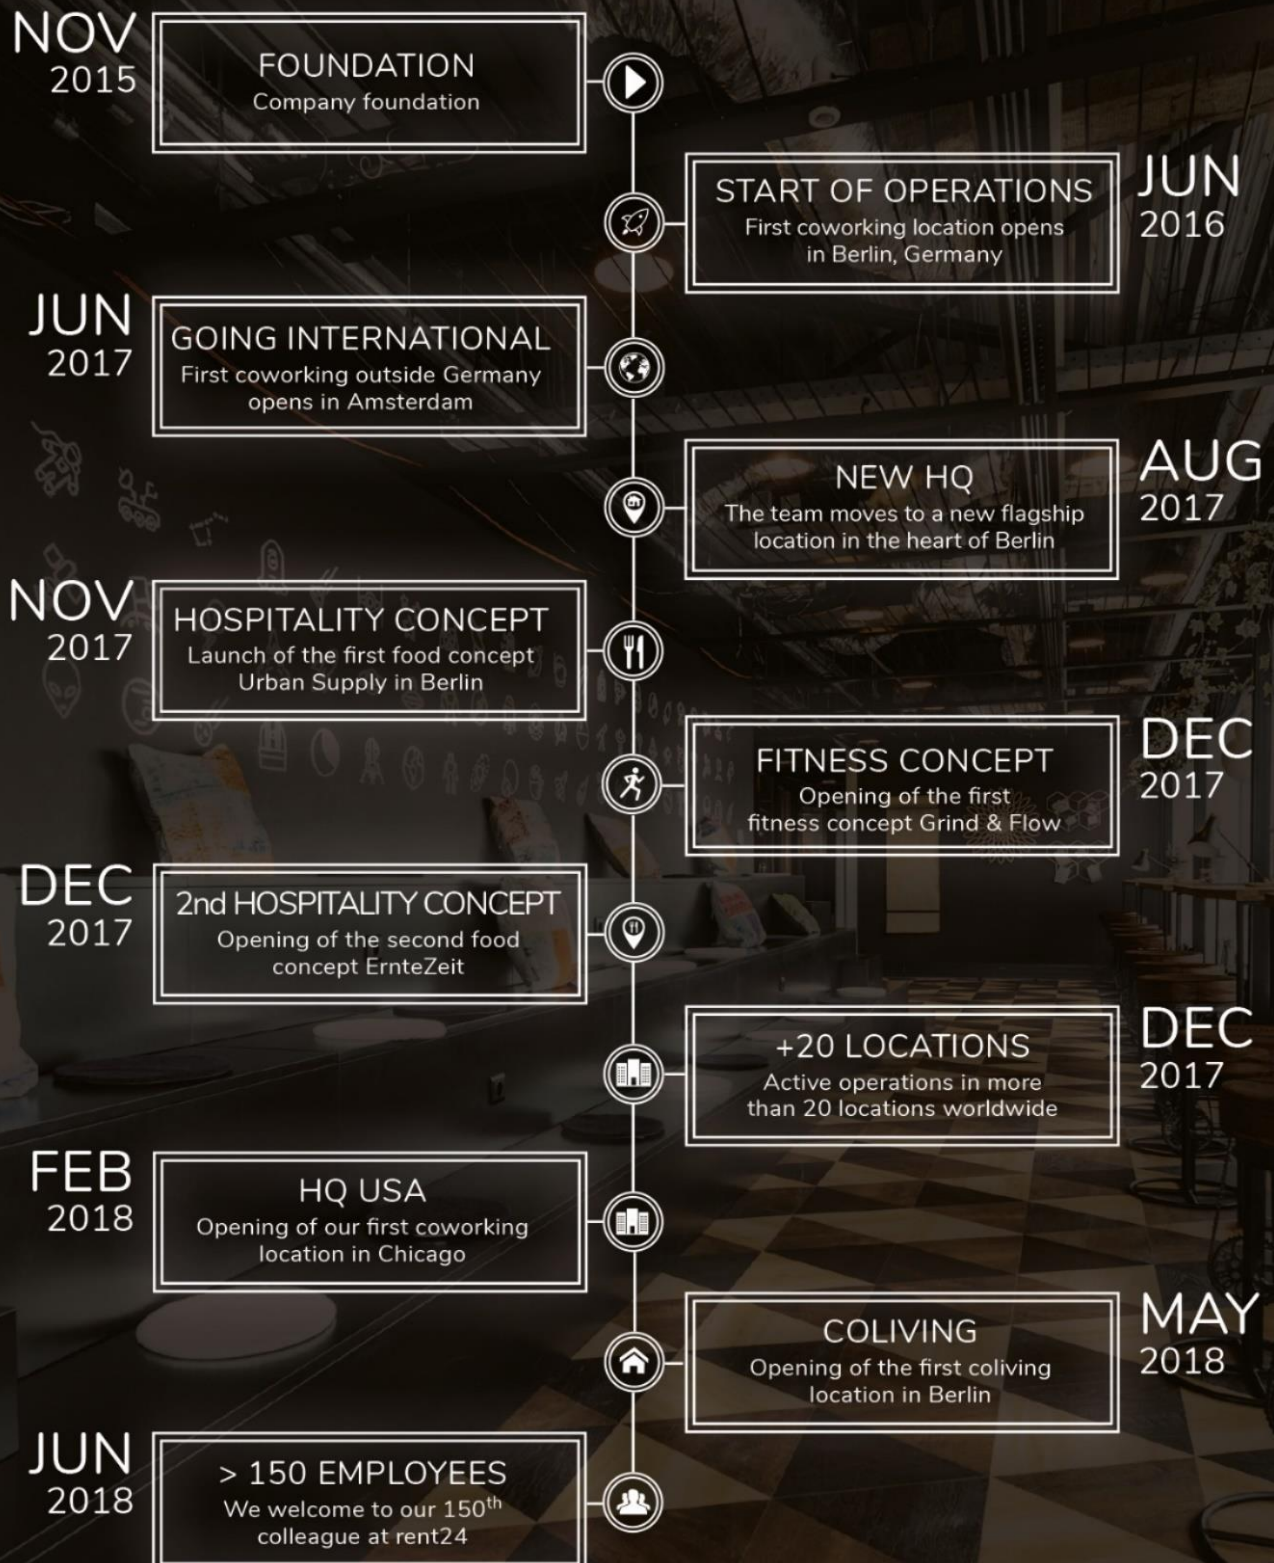 NOV
2015
FOUNDATION
Company foundation
JUN
2016
START OF OPERATIONS
First coworking location opens
in Berlin, Germany
JUN
2017
GOING INTERNATIONAL
First coworking outside Germany
opens in Amsterdam
AUG
2017
NEW HQ
The team moves to a new flagship
location in the heart of Berlin
NOV
2017
HOSPITALITY CONCEPT
Launch of the first food concept
Urban Supply in Berlin
DEC
2017
FITNESS CONCEPT
Opening of the first
fitness concept Grind & Flow
DEC
2017
2nd HOSPITALITY CONCEPT
Opening of the second food
concept ErnteZeit
DEC
2017
+20 LOCATIONS
Active operations in more
than 20 locations worldwide
FEB
2018
HQ USA
Opening of our first coworking
location in Chicago
MAY
2018
COLIVING
Opening of the first coliving
location in Berlin
JUN
2018
> 150 EMPLOYEES
We welcome to our 150th
colleague at rent24